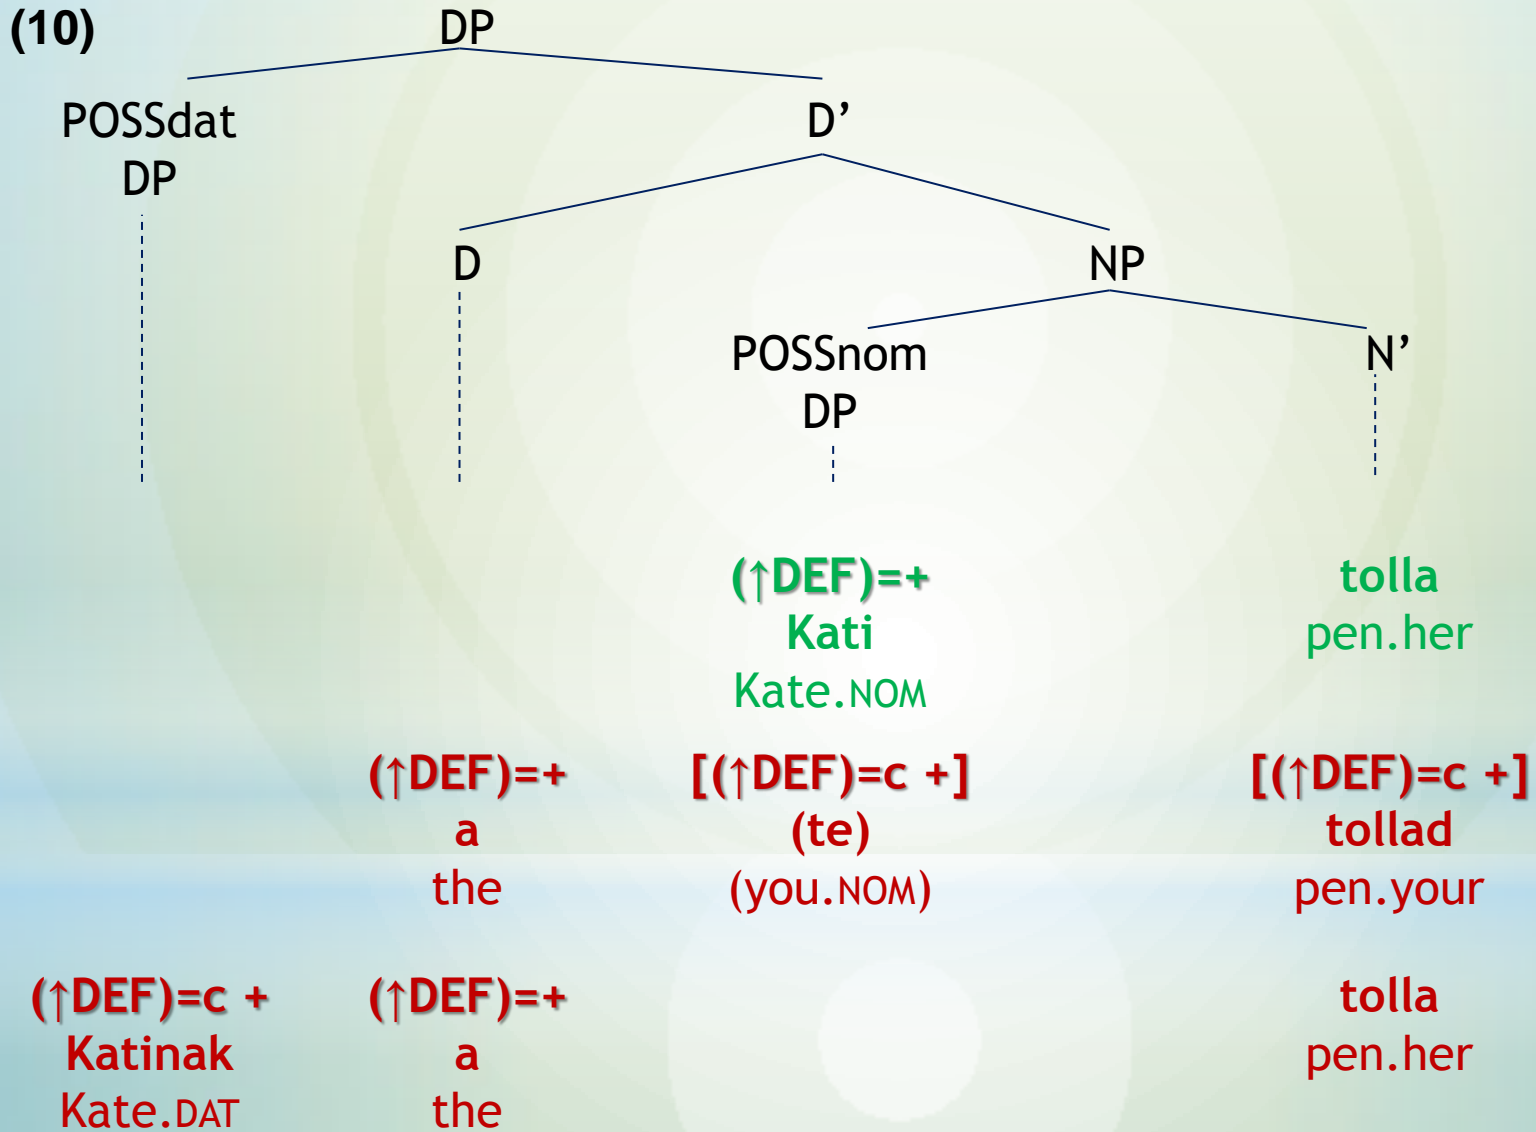 (10) DP
POSSdat D’
DP
D NP
POSSnom N’
DP
(↑DEF)=+ tolla
Kati pen.her
Kate.NOM
(↑DEF)=+ [(↑DEF)=c +] [(↑DEF)=c +]
a (te) tollad
the (you.NOM) pen.your
(↑DEF)=c + (↑DEF)=+ tolla
Katinak a pen.her
Kate.DAT the